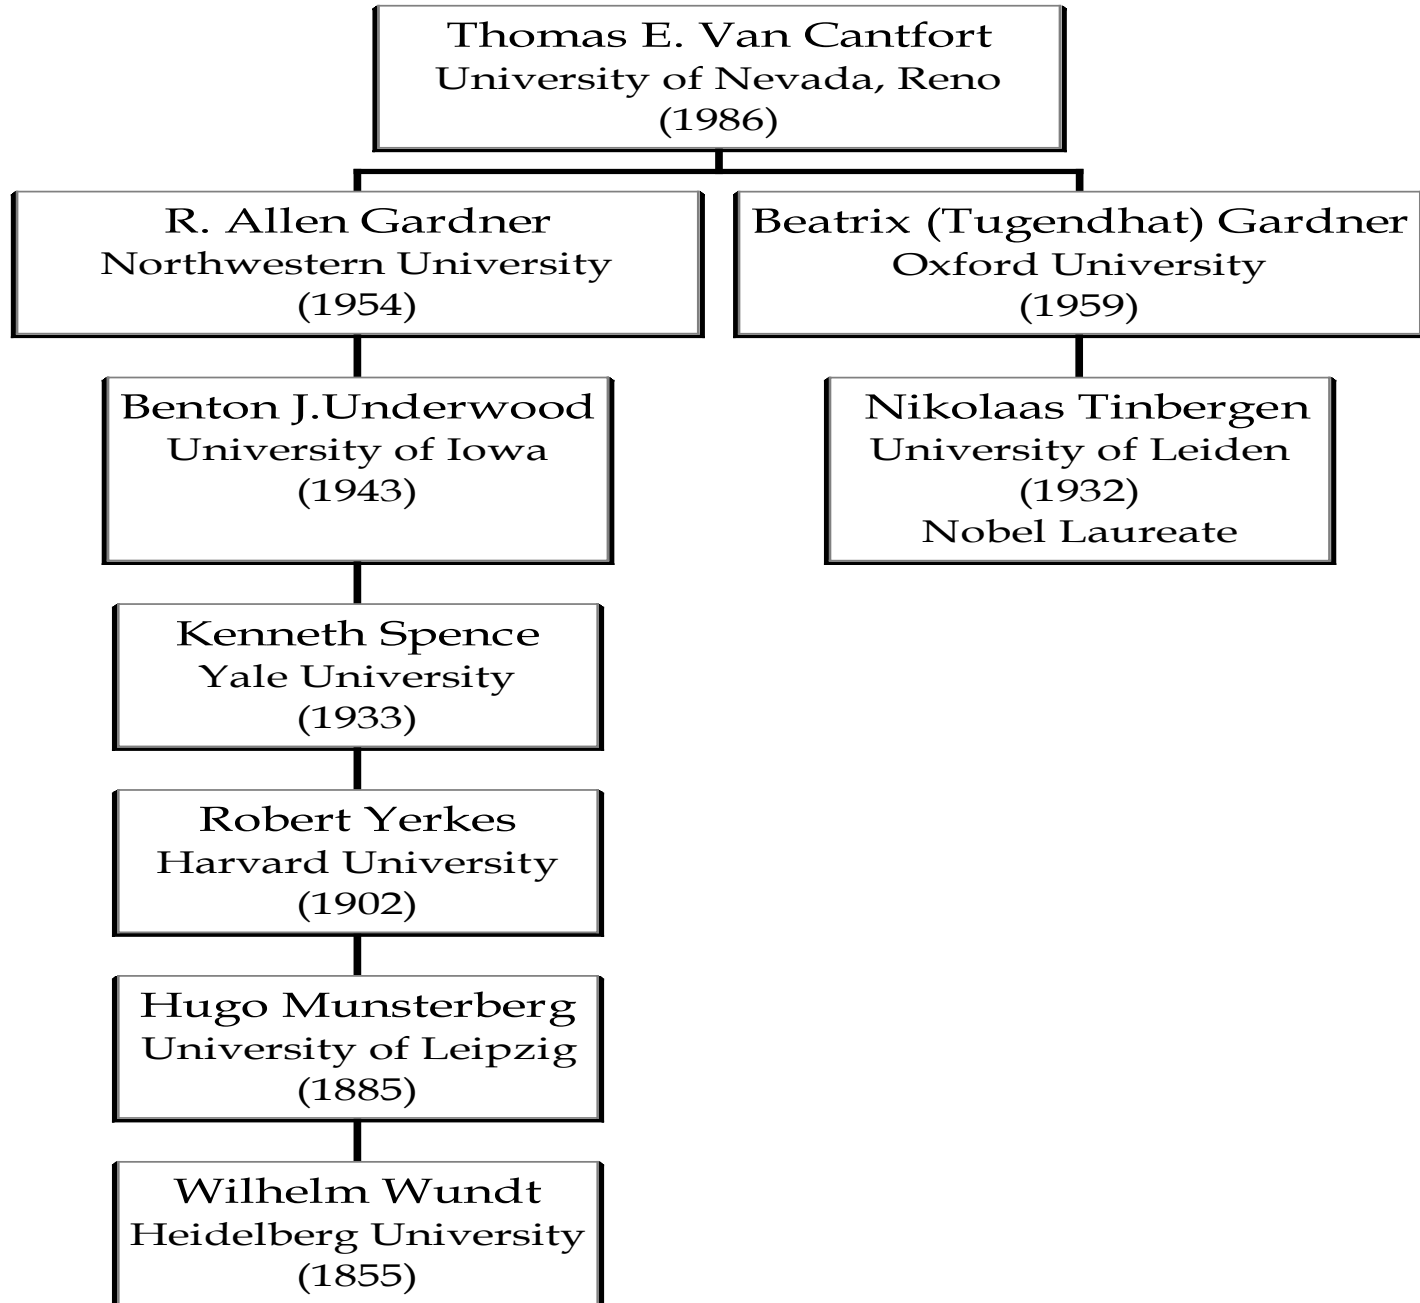 Thomas E. Van Cantfort
University of Nevada, Reno
(1986)
R. Allen Gardner
Northwestern University
(1954)
Beatrix (Tugendhat) Gardner
Oxford University
(1959)
Benton J.Underwood
University of Iowa
(1943)
Nikolaas Tinbergen
University of Leiden
(1932)
Nobel Laureate
Kenneth Spence
Yale University
(1933)
Robert Yerkes
Harvard University
(1902)
Hugo Munsterberg
University of Leipzig
(1885)
Wilhelm Wundt
Heidelberg University
(1855)